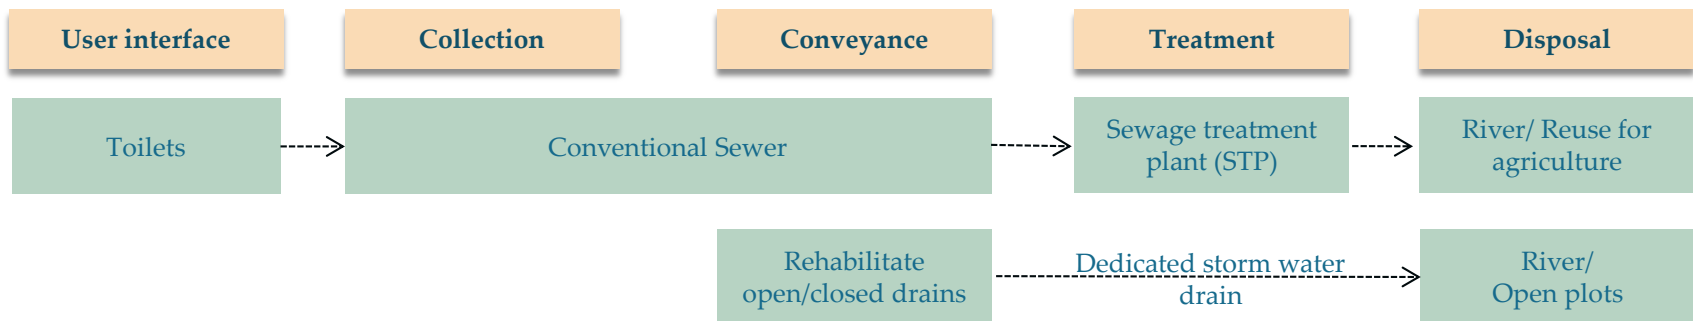 User interface
Collection
Conveyance
Treatment
Disposal
Toilets
Conventional Sewer
Sewage treatment
plant (STP)
River/ Reuse for
agriculture
Rehabilitate
open/closed drains
Dedicated storm water
drain
River/
Open plots